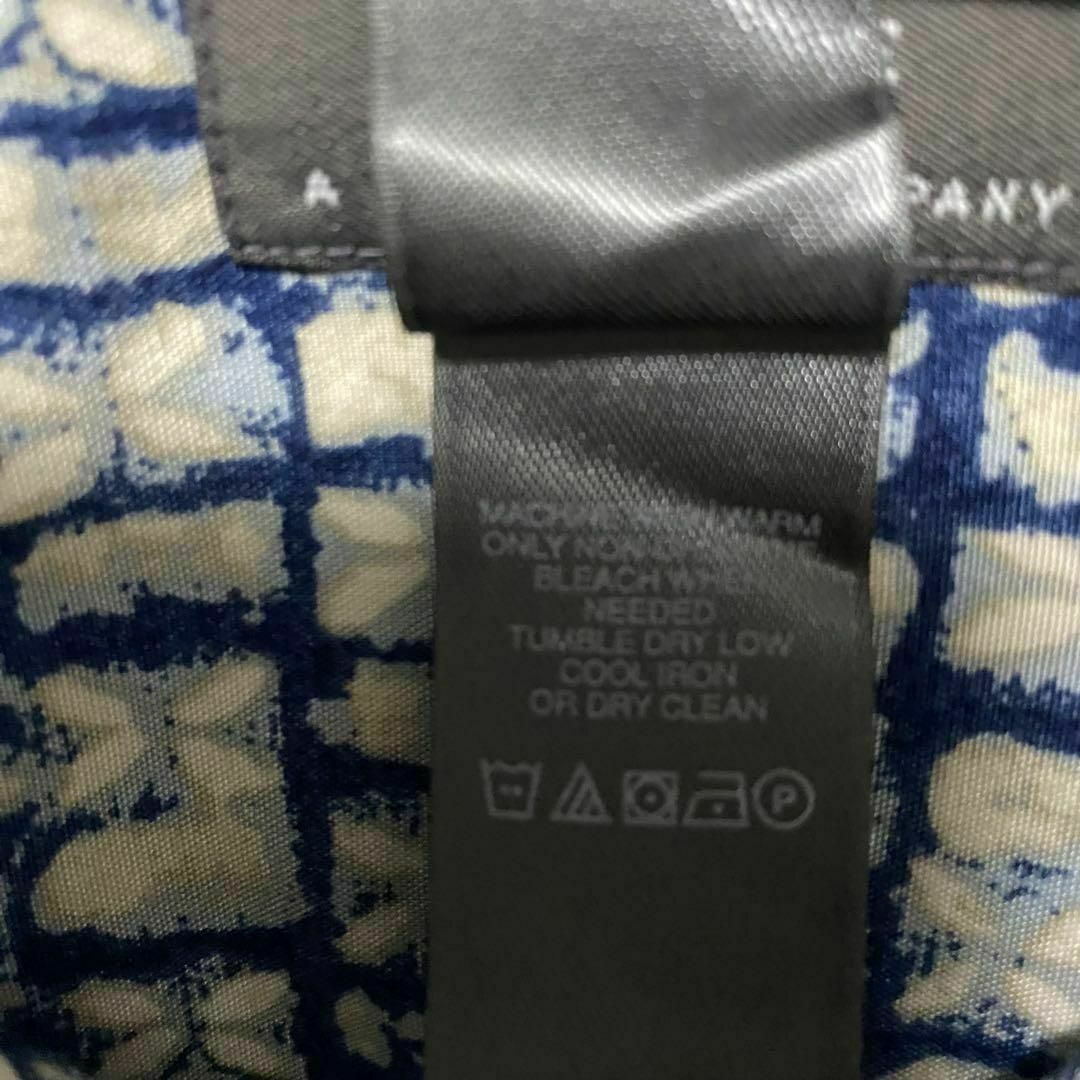 A PANY
MACHINE WASH WARM
ONLY NON-CHLORINE
BLEACH WHEN
NEEDED
TUMBLE DRY LOW
COOL IRON
OR DRY CLEAN
P